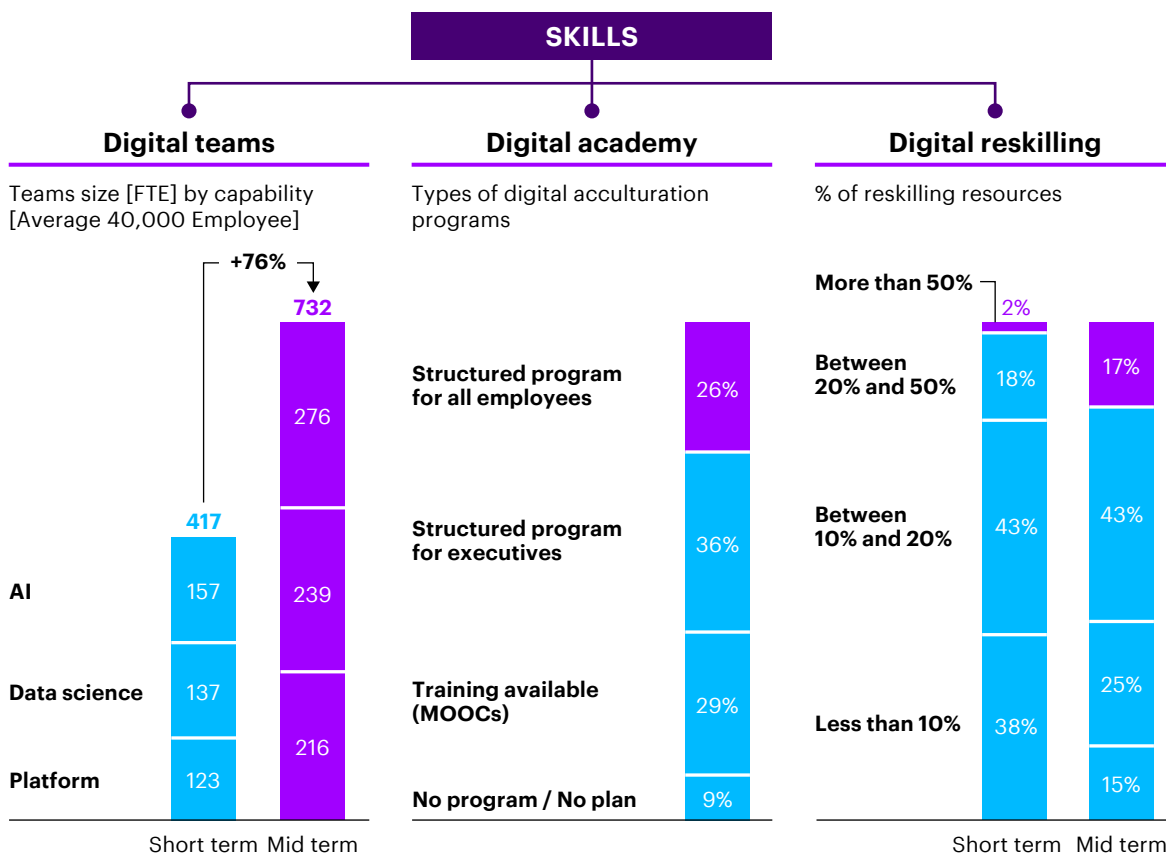 SKILLS
Digital teams
Teams size [FTE] by capability
[Average 40,000 Employee]
+76%
732
276
417
AI
157
239
Data science
137
216
Platform
123
Short term
Mid term
Digital academy
Types of digital acculturation
programs
Structured program
for all employees
26%
Structured program
for executives
36%
Training available
(MOOCs)
29%
No program / No plan
9%
Digital reskilling
% of reskilling resources
More than 50%
2%
Between
20% and 50%
18%
17%
Between
10% and 20%
43%
43%
Less than 10%
38%
25%
15%
Short term
Mid term